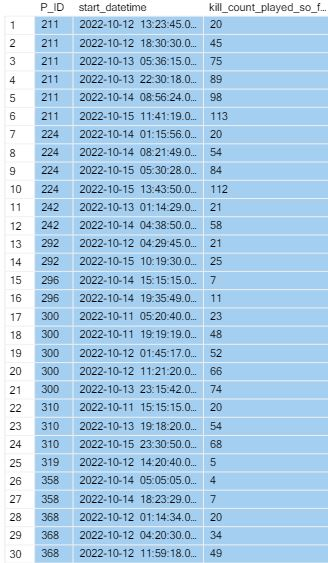 P_ID start_datetime kill_count_played_so_f...
1 211 2022-10-12 13:23:45.0... 20
2 211 2022-10-12 18:30:30.0... 45
3 211 2022-10-13 05:36:15.0... 75
4 211 2022-10-13 22:30:18.0... 89
5 211 2022-10-14 08:56:24.0... 98
6 211 2022-10-15 11:41:19.0... 113
7 224 2022-10-14 01:15:56.0... 20
8 224 2022-10-14 08:21:49.0... 54
9 224 2022-10-15 05:30:28.0... 84
10 224 2022-10-15 13:43:50.0... 112
11 242 2022-10-13 01:14:29.0... 21
12 242 2022-10-14 04:38:50.0... 58
13 292 2022-10-12 04:29:45.0... 21
14 292 2022-10-15 10:19:30.0... 25
15 296 2022-10-14 15:15:15.0... 7
16 296 2022-10-14 19:35:49.0... 11
17 300 2022-10-11 05:20:40.0... 23
18 300 2022-10-11 19:19:19.0... 48
19 300 2022-10-12 01:45:17.0... 52
20 300 2022-10-12 11:21:20.0... 66
21 300 2022-10-13 23:15:42.0... 74
22 310 2022-10-11 15:15:15.0... 20
23 310 2022-10-13 19:18:20.0... 54
24 310 2022-10-15 23:30:50.0... 68
25 319 2022-10-12 14:20:40.0... 5
26 358 2022-10-14 05:05:05.0... 4
27 358 2022-10-14 18:23:29.0... 7
28 368 2022-10-12 01:14:34.0... 20
29 368 2022-10-12 04:20:30.0... 34
30 368 2022-10-12 11:59:18.0... 49